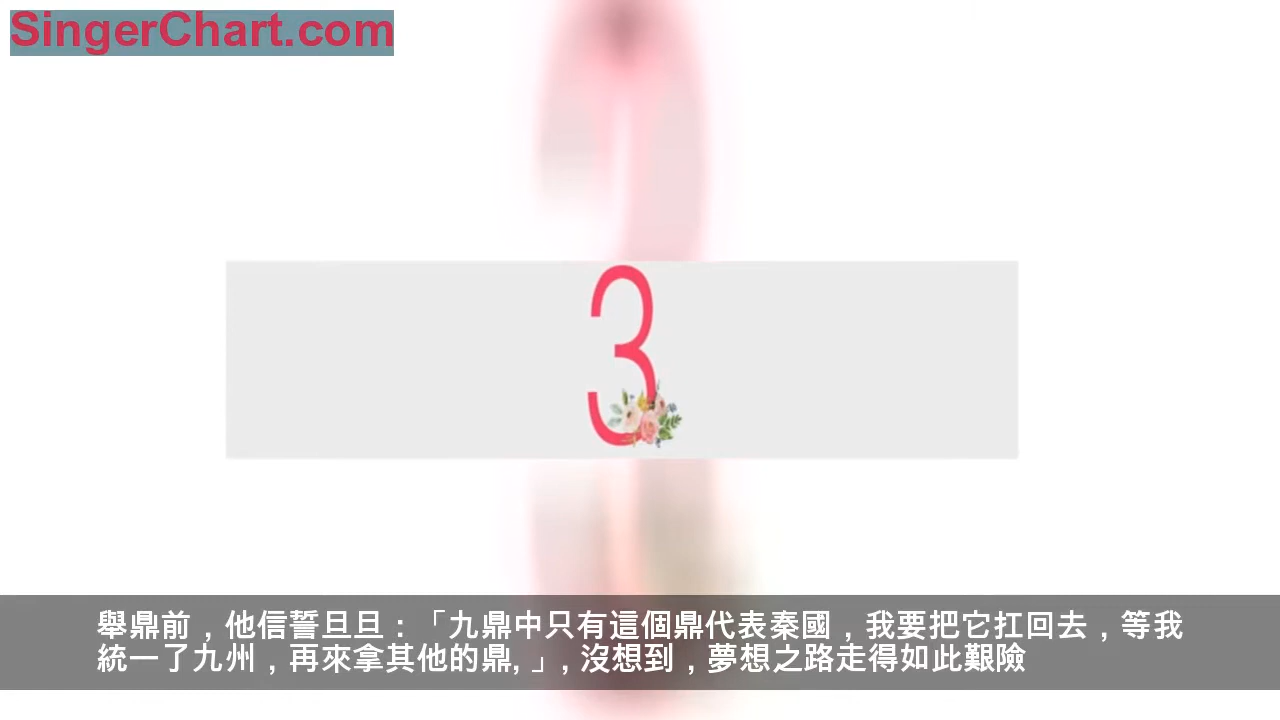 SingerChart.com
3
舉鼎前，他信誓旦旦：「九鼎中只有這個鼎代表秦國，我要把它扛回去，等我
統一了九州，再來拿其他的鼎,」, 沒想到，夢想之路走得如此艱險